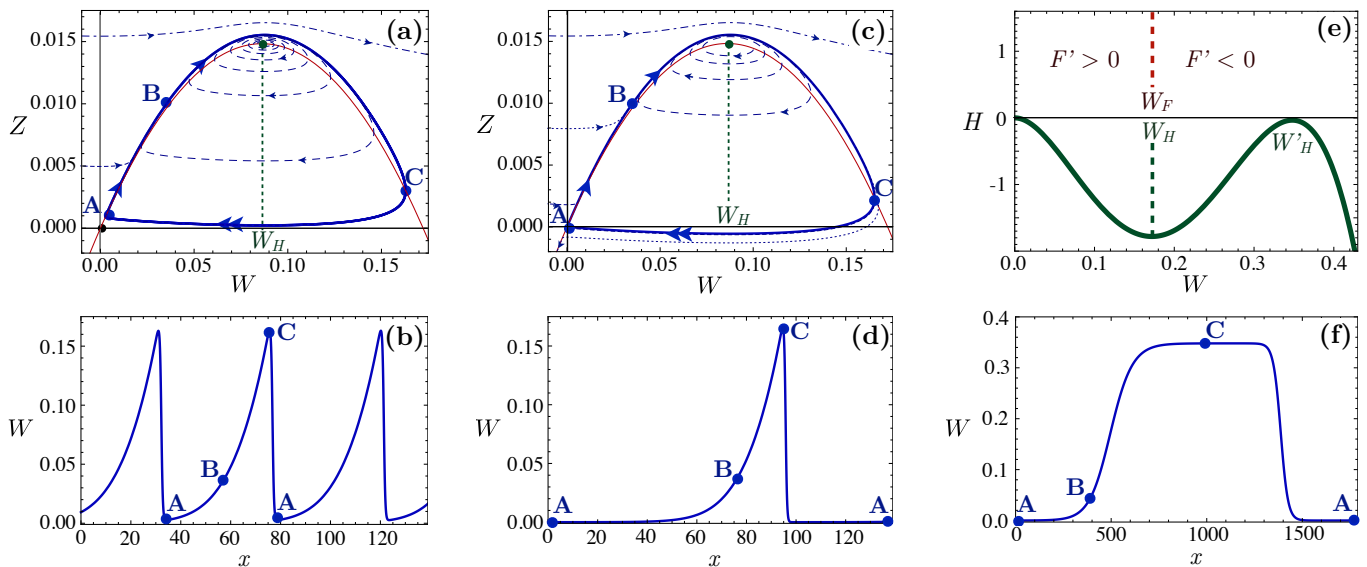 (a)
0.015
0.010
0.005
0.000
Z
A
B
C
W_H
0.00
0.05
0.10
0.15
W
(c)
0.015
0.010
0.005
0.000
Z
A
B
C
W_H
0.00
0.05
0.10
0.15
W
(e)
1
0
-1
H
F' > 0
F' < 0
W_F
W_H
W'_H
0.0
0.1
0.2
0.3
0.4
W
(b)
0.15
0.10
0.05
0.00
W
A
B
C
A
0
20
40
60
80
100
120
x
(d)
0.15
0.10
0.05
0.00
W
A
B
C
A
0
20
40
60
80
100
120
x
(f)
0.4
0.3
0.2
0.1
0.0
W
A
B
C
A
0
500
1000
1500
x